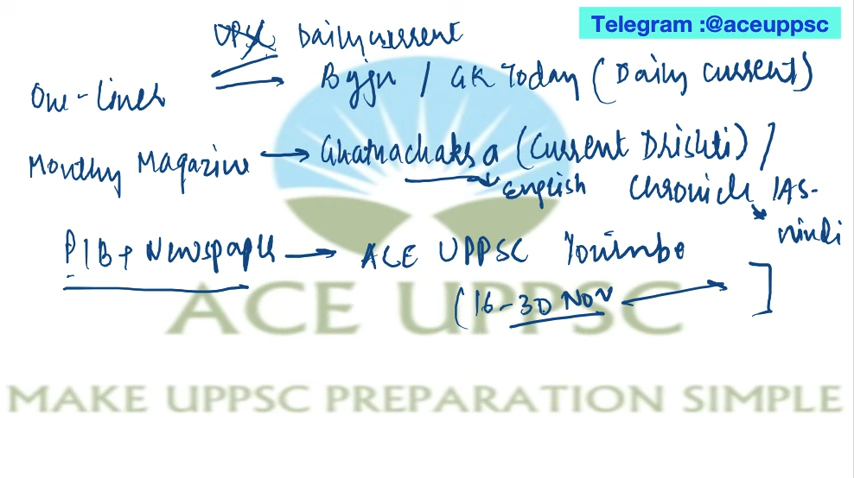 Telegram :@aceuppsc
Daily current
One-liner → Byju / GK Today (Daily current)
Monthly Magazine → Ghatnachakra (Current Drishti) /
English Chronicle IAS-
Hindi
PIB + Newspaper → ACE UPPSC Youtube
(16-30 Nov → ]
ACE UPPSC
MAKE UPPSC PREPARATION SIMPLE